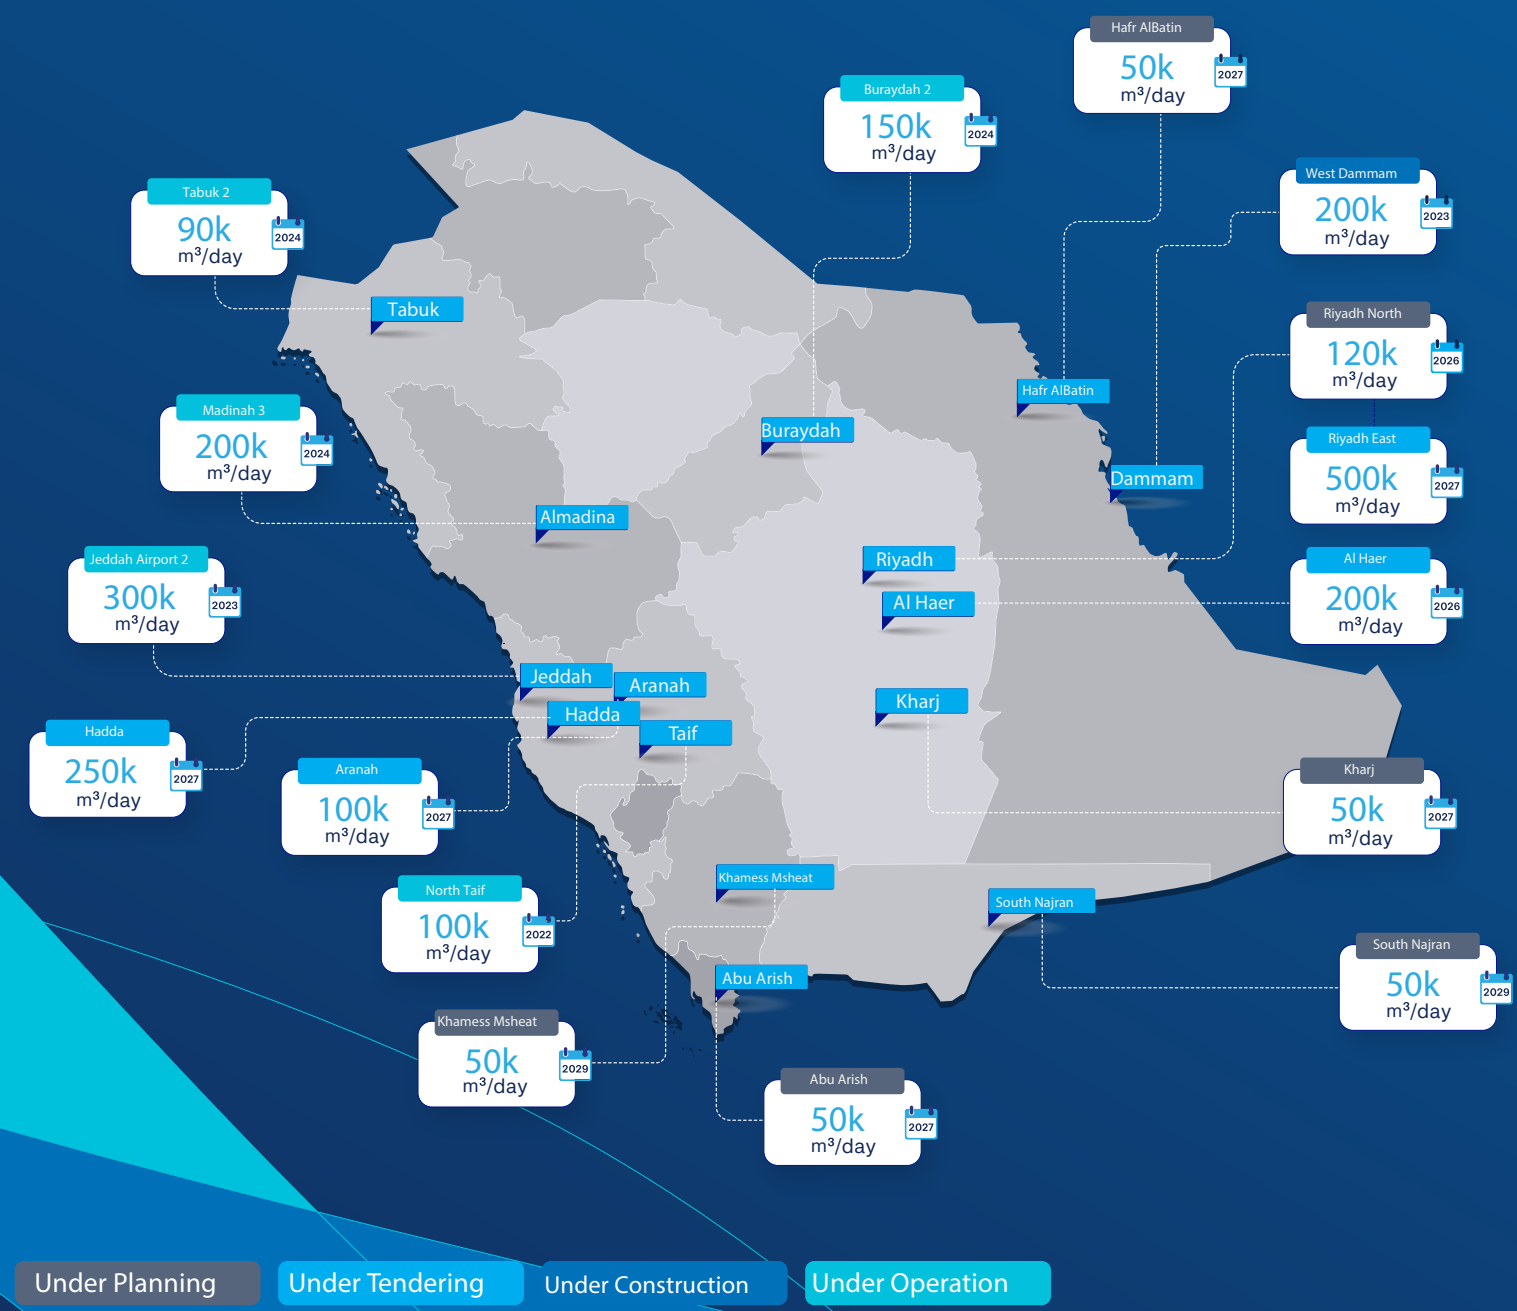 Hafr AlBatin
50k
m³/day
2027
Buraydah 2
150k
m³/day
2024
West Dammam
200k
m³/day
2023
Tabuk 2
90k
m³/day
2024
Tabuk
Riyadh North
120k
m³/day
2026
Hafr AlBatin
Madinah 3
200k
m³/day
2024
Buraydah
Riyadh East
500k
m³/day
2027
Dammam
Almadina
Jeddah Airport 2
300k
m³/day
2023
Riyadh
Al Haer
Al Haer
200k
m³/day
2026
Jeddah
Aranah
Hadda
Taif
Kharj
Hadda
250k
m³/day
2027
Aranah
100k
m³/day
2027
Kharj
50k
m³/day
2027
North Taif
100k
m³/day
2022
Khamess Msheat
South Najran
South Najran
50k
m³/day
2029
Abu Arish
Khamess Msheat
50k
m³/day
2029
Abu Arish
50k
m³/day
2027
Under Planning
Under Tendering
Under Construction
Under Operation